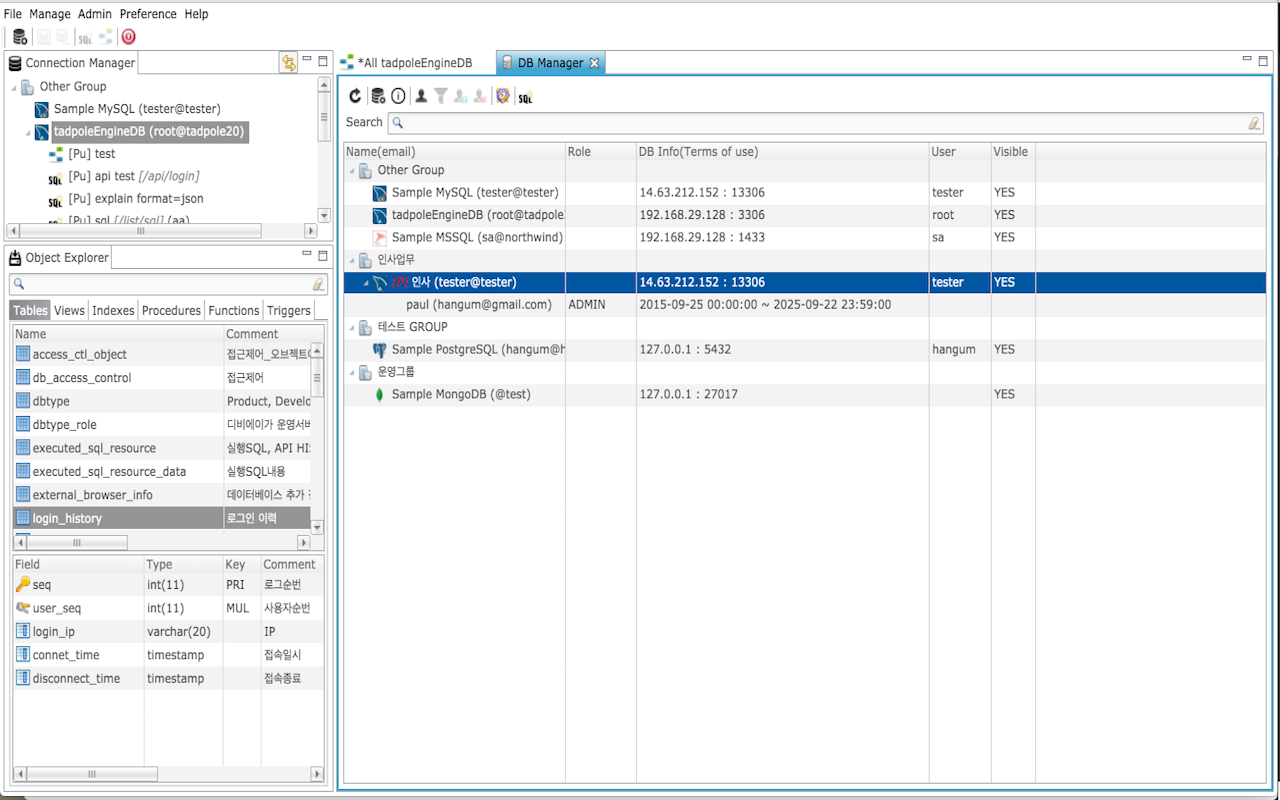 File Manage Admin Preference Help
SQL
Connection Manager
Other Group
Sample MySQL (tester@tester)
tadpoleEngineDB (root@tadpole20)
[Pu] test
SQL [Pu] api test [/api/login]
SQL [Pu] explain format=json
SQL [Pu] sql [/list/sql] (aa)
Object Explorer
Tables Views Indexes Procedures Functions Triggers
Name Comment
access_ctl_object 접근제어_오브젝트
db_access_control 접근제어
dbtype Product, Develo
dbtype_role 디비에이가 운영서버
executed_sql_resource 실행SQL, API HI
executed_sql_resource_data 실행SQL내용
external_browser_info 데이터베이스 추가
login_history 로그인 이력
Field Type Key Comment
seq int(11) PRI 로그순번
user_seq int(11) MUL 사용자순번
login_ip varchar(20) IP
connet_time timestamp 접속일시
disconnect_time timestamp 접속종료
*All tadpoleEngineDB DB Manager
SQL
Search
Name(email) Role DB Info(Terms of use) User Visible
Other Group
Sample MySQL (tester@tester) 14.63.212.152 : 13306 tester YES
tadpoleEngineDB (root@tadpole 192.168.29.128 : 3306 root YES
Sample MSSQL (sa@northwind) 192.168.29.128 : 1433 sa YES
인사업무
[P] 인사 (tester@tester) 14.63.212.152 : 13306 tester YES
paul (hangum@gmail.com) ADMIN 2015-09-25 00:00:00 ~ 2025-09-22 23:59:00
테스트 GROUP
Sample PostgreSQL (hangum@h 127.0.0.1 : 5432 hangum YES
운영그룹
Sample MongoDB (@test) 127.0.0.1 : 27017 YES